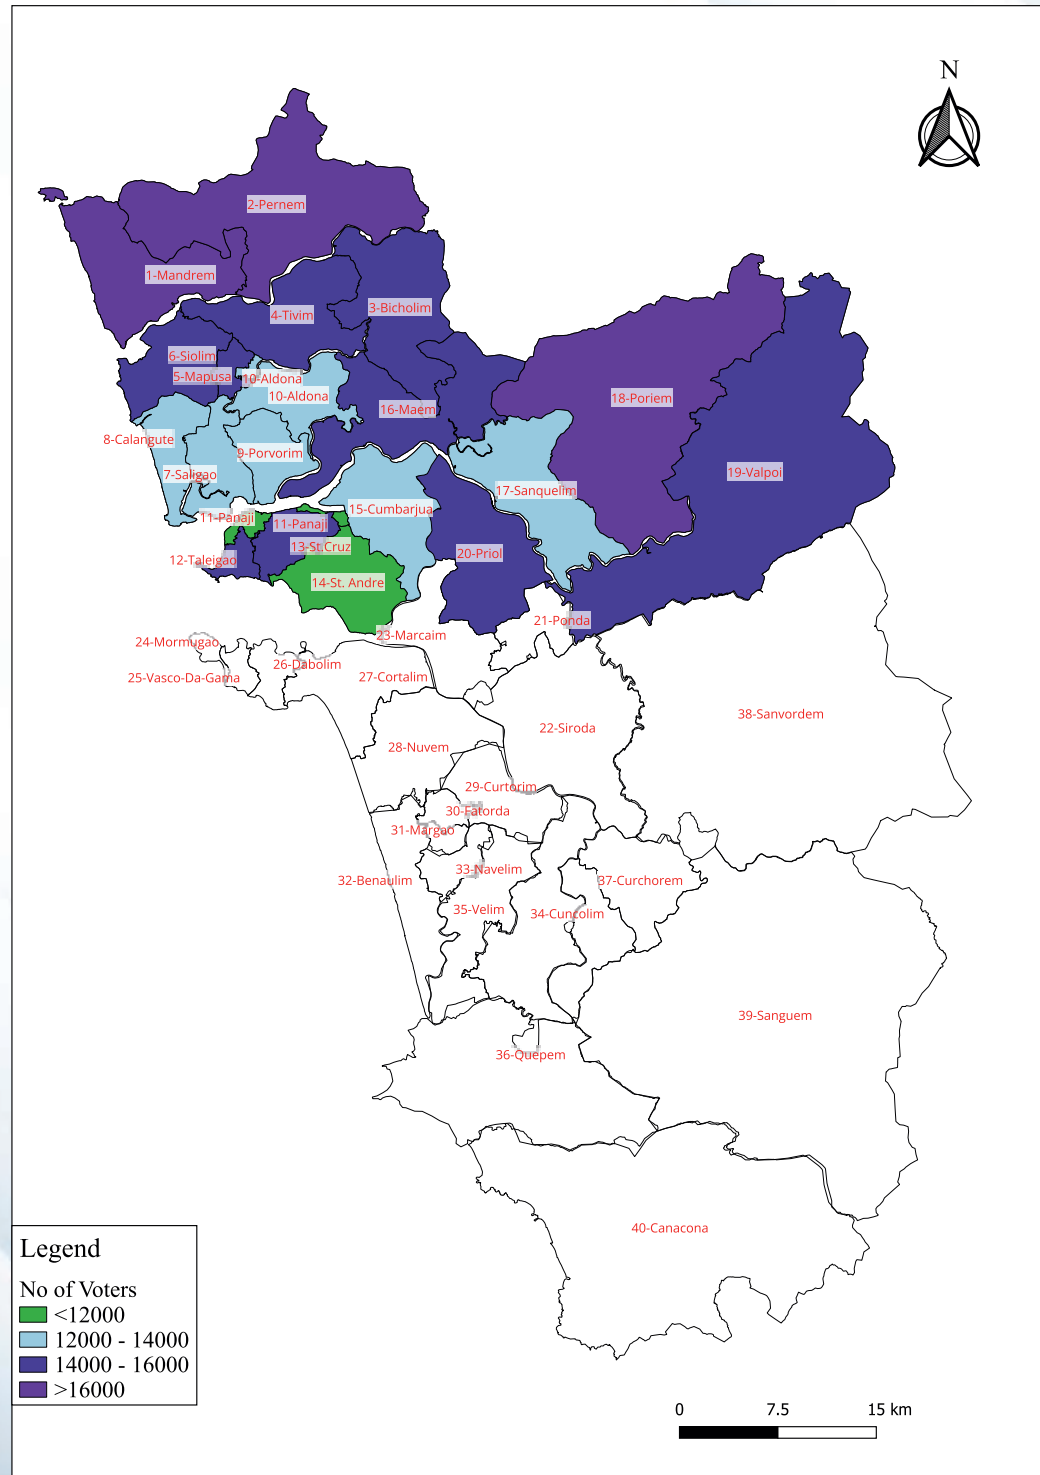 N
2-Pernem
1-Mandrem
3-Bicholim
4-Tivim
6-Siolim
5-Mapusa
10-Aldona
10-Aldona
18-Poriem
16-Maem
8-Calangute
9-Porvorim
7-Saligao
19-Valpoi
17-Sanquelim
15-Cumbarjua
11-Panaji
11-Panaji
13-St.Cruz
20-Priol
12-Taleigao
14-St. Andre
21-Ponda
23-Marcaim
24-Mormugao
26-Dabolim
25-Vasco-Da-Gama
27-Cortalim
38-Sanvordem
22-Siroda
28-Nuvem
29-Curtorim
30-Fatorda
31-Margao
33-Navelim
32-Benaulim
37-Curchorem
35-Velim
34-Cuncolim
39-Sanguem
36-Quepem
40-Canacona
Legend
No of Voters
<12000
12000 - 14000
14000 - 16000
>16000
0 7.5 15 km